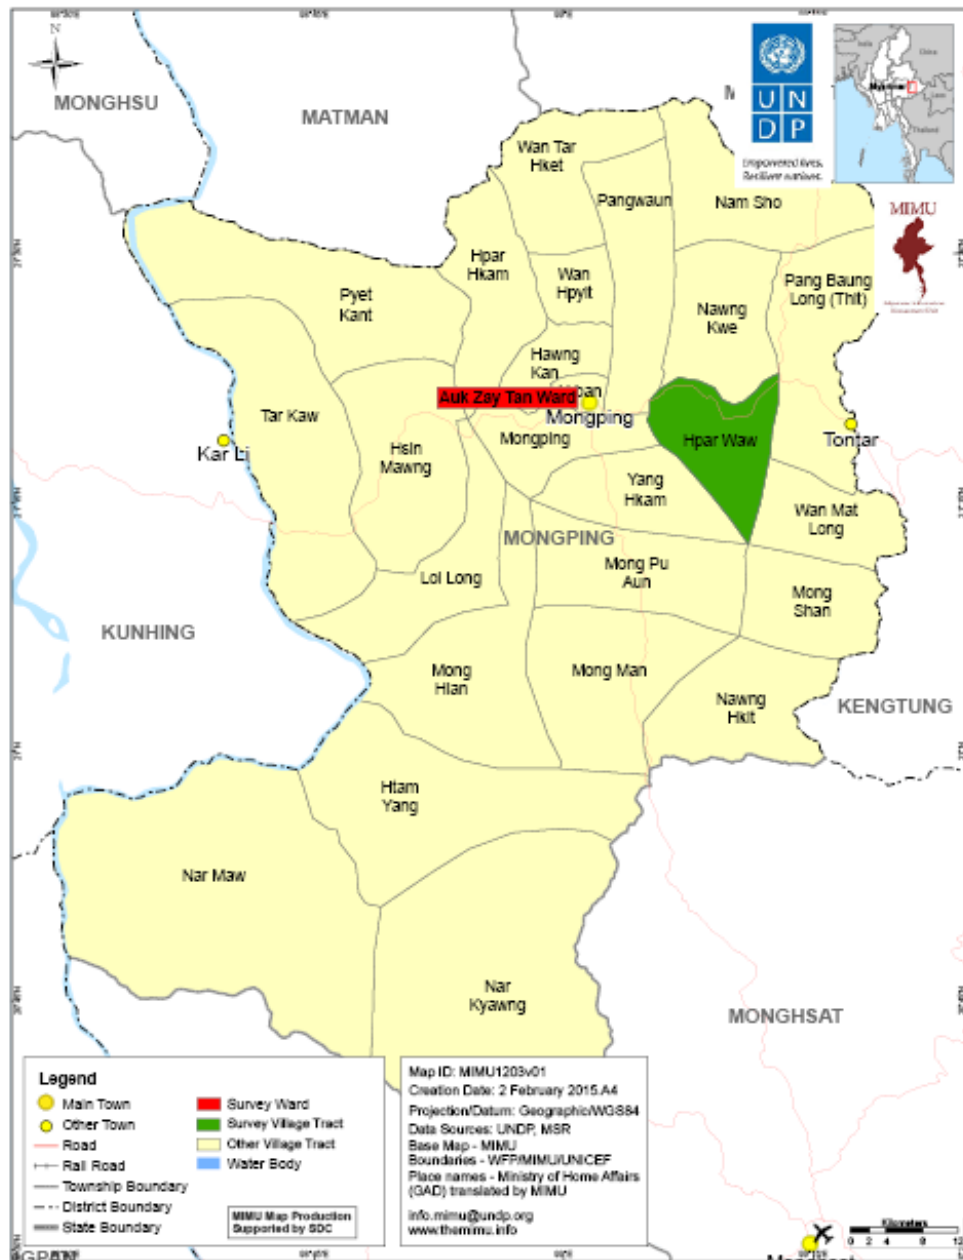 N
MONGHSU
MATMAN
UN
DP
Empowered lives.
Resilient nations.
China
Thailand
MIMU
Wan Tar
Hket
Pangwaun
Nam Sho
Hpar
Hkam
Wan
Hpyit
Pang Baung
Long (Thit)
Pyet
Kant
Nawng
Kwe
Hawng
Kan
Auk Zay Tan Ward
Mongping
Tar Kaw
Mongping
Hpar Waw
Tontar
Kar Li
Hsin
Mawng
Yang
Hkam
Wan Mat
Long
MONGPING
Loi Long
Mong Pu
Aun
Mong
Shan
KUNHING
Mong
Hian
Mong Man
Nawng
Hkit
KENGTUNG
Htam
Yang
Nar Maw
Nar
Kyawng
MONGHSAT
Legend
Main Town
Other Town
Road
Rail Road
Township Boundary
District Boundary
State Boundary
Survey Ward
Survey Village Tract
Other Village Tract
Water Body
MIMU Map Production
Supported by SDC
Map ID: MIMU1203v01
Creation Date: 2 February 2015.A4
Projection/Datum: Geographic/WGS84
Data Sources: UNDP, MSR
Base Map - MIMU
Boundaries - WFP/MIMU/UNICEF
Place names - Ministry of Home Affairs
(GAD) translated by MIMU
info.mimu@undp.org
www.themimu.info
Kilometers
0 2 4 8 12